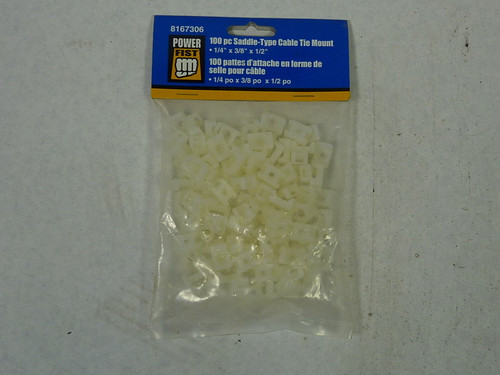 8167306
POWER
FIST
100 pc Saddle-Type Cable Tie Mount
• 1/4" x 3/8" x 1/2"
100 pattes d'attache en forme de
selle pour câble
• 1/4 po x 3/8 po x 1/2 po